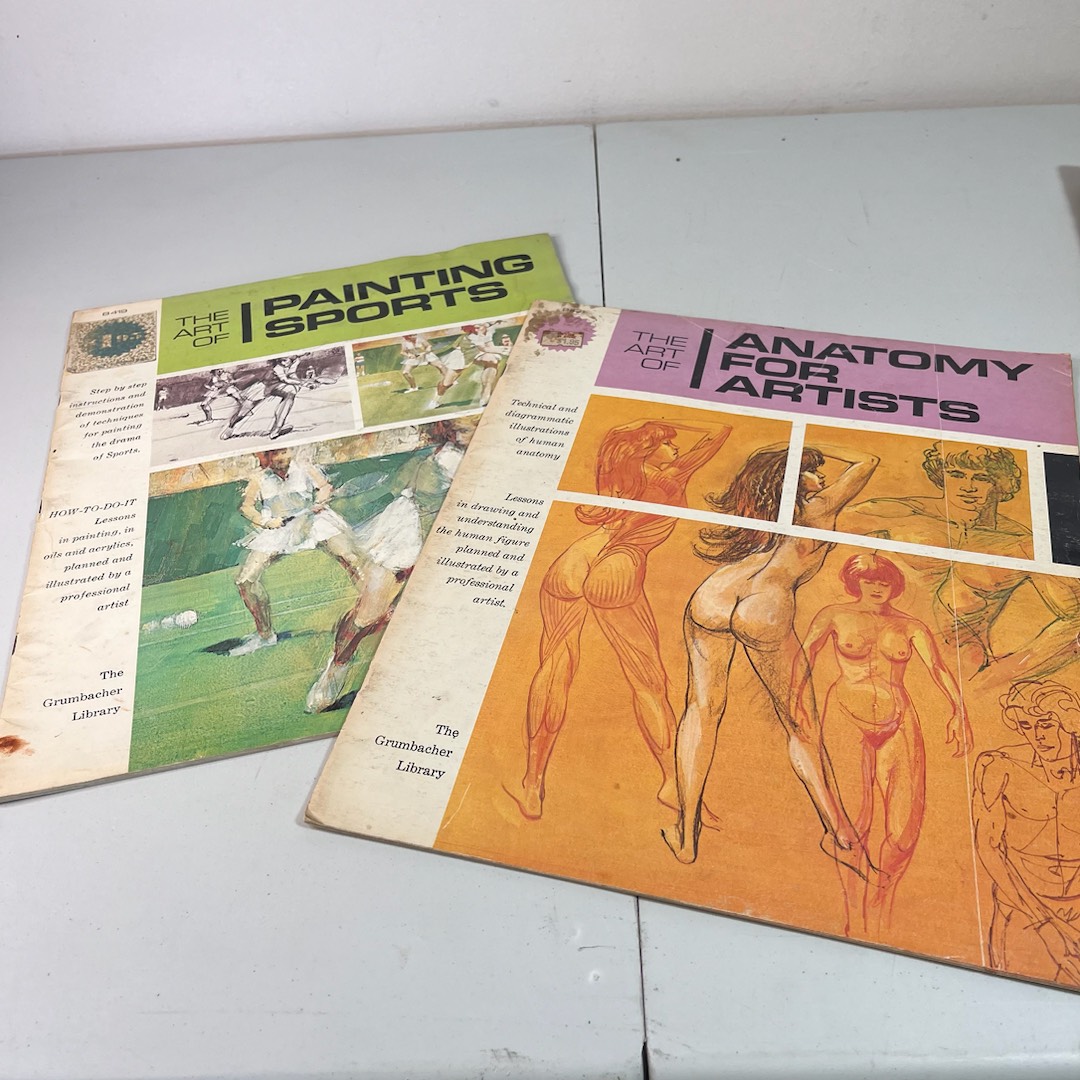 B419
THE
ART
OF
PAINTING
SPORTS
Step by step
instructions and
demonstration
of techniques
for painting
the drama
of Sports.
HOW-TO-DO-IT
Lessons
in painting, in
oils and acrylics,
planned and
illustrated by a
professional
artist
The
Grumbacher
Library
THE
ART
OF
ANATOMY
FOR
ARTISTS
Technical and
diagrammatic
illustrations
of human
anatomy
Lessons
in drawing and
understanding
the human figure
planned and
illustrated by a
professional
artist.
The
Grumbacher
Library